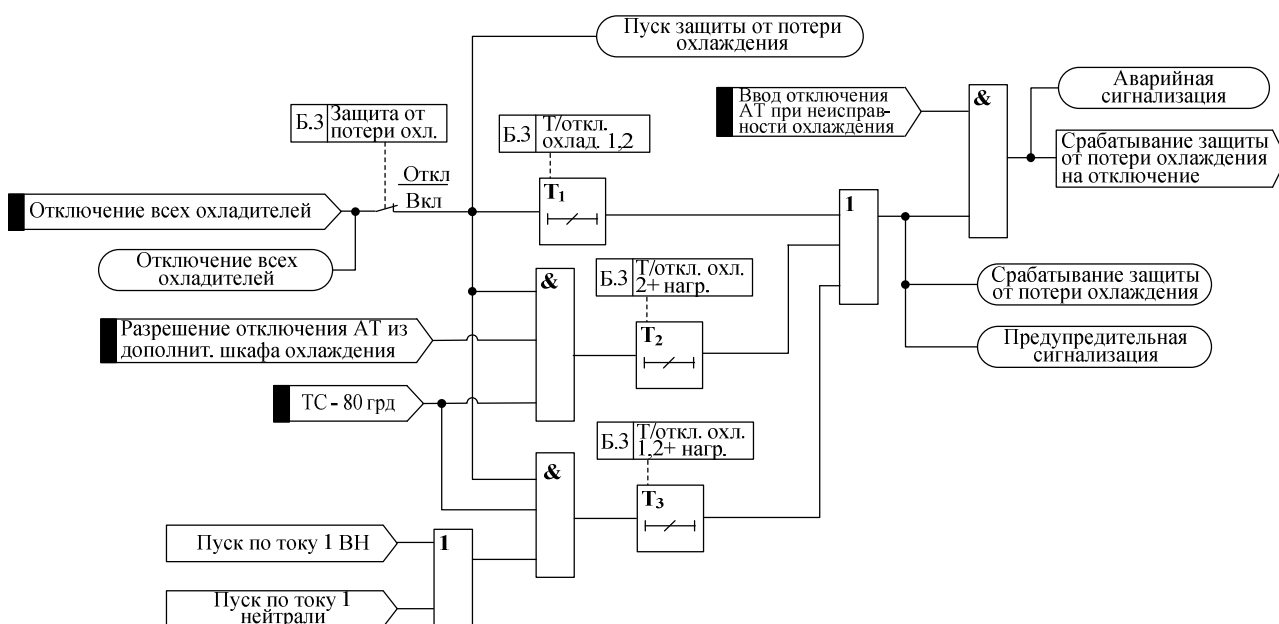 Пуск защиты от потери
охлаждения
Б.3
Защита от
потери охл.
Б.3
Т/откл.
охлад. 1,2
Ввод отключения
АТ при неисправ-
ности охлаждения
&
Аварийная
сигнализация
Срабатывание защиты
от потери охлаждения
на отключение
Откл
Вкл
Отключение всех охладителей
Т1
1
Отключение всех
охладителей
&
Б.3
Т/откл. охл.
2+ нагр.
Срабатывание защиты
от потери охлаждения
Разрешение отключения АТ из
дополнит. шкафа охлаждения
Т2
Предупредительная
сигнализация
ТС - 80 грд
Б.3
Т/откл. охл.
1,2+ нагр.
&
Т3
Пуск по току 1 ВН
1
Пуск по току 1
нейтрали